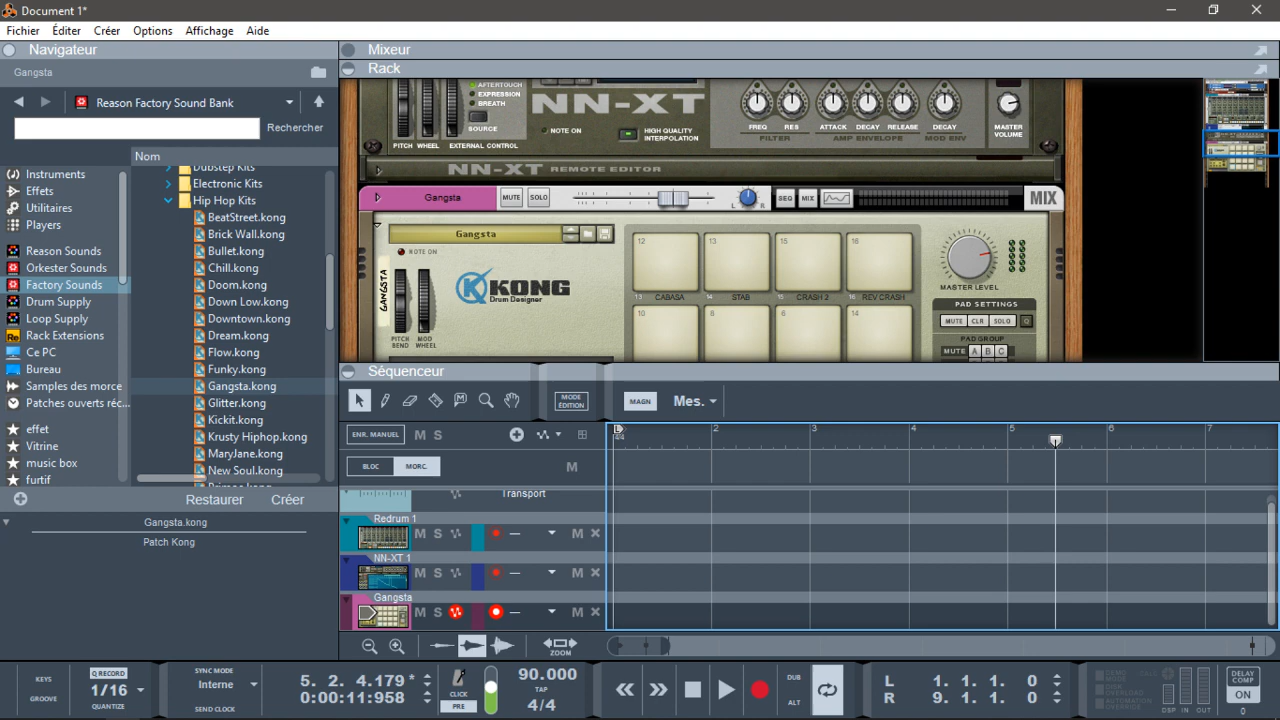 Document 1*
Fichier Éditer Créer Options Affichage Aide
Navigateur
Gangsta
Reason Factory Sound Bank
Rechercher
Nom
Instruments
Effets
Utilitaires
Players
Reason Sounds
Orkester Sounds
Factory Sounds
Drum Supply
Loop Supply
Rack Extensions
Ce PC
Bureau
Samples des morce
Patches ouverts réc...
effet
Vitrine
music box
furtif
Dubstep Kits
Electronic Kits
Hip Hop Kits
BeatStreet.kong
Brick Wall.kong
Bullet.kong
Chill.kong
Doom.kong
Down Low.kong
Downtown.kong
Dream.kong
Flow.kong
Funky.kong
Gangsta.kong
Glitter.kong
Kickit.kong
Krusty Hiphop.kong
MaryJane.kong
New Soul.kong
Restaurer Créer
Gangsta.kong
Patch Kong
Mixeur
Rack
AFTERTOUCH
EXPRESSION
BREATH
SOURCE
PITCH WHEEL EXTERNAL CONTROL
NN-XT
NOTE ON
HIGH QUALITY
INTERPOLATION
FREQ RES ATTACK DECAY RELEASE DECAY
FILTER AMP ENVELOPE MOD ENV
MASTER
VOLUME
NN-XT REMOTE EDITOR
Gangsta MUTE SOLO L R SEQ MIX MIX
Gangsta
NOTE ON
GANGSTA
KONG
Drum Designer
PITCH
BEND
MOD
WHEEL
12 13 15 16
13 CABASA 14 STAB 15 CRASH 2 16 REV CRASH
10 8 6 14
MASTER LEVEL
PAD SETTINGS
MUTE CLR SOLO Q
PAD GROUP
MUTE A B C
Séquenceur
MODE
ÉDITION
MAGN Mes.
ENR. MANUEL M S
BLOC MORC. M
L 4/4 2 3 4 5 6 7
Transport
Redrum 1
M S M
NN-XT 1
M S M
Gangsta
M S M
ZOOM
KEYS
GROOVE
Q RECORD
1/16
QUANTIZE
SYNC MODE
Interne
SEND CLOCK
5. 2. 4.179 *
0:00:11:958
CLICK
PRE
90.000
TAP
4/4
DUB
ALT
L 1. 1. 1. 0
R 9. 1. 1. 0
DEMO
MODE
DISK
OVERLOAD
AUTOMATION
OVERRIDE
CALC
DSP IN OUT
DELAY
COMP
ON
0